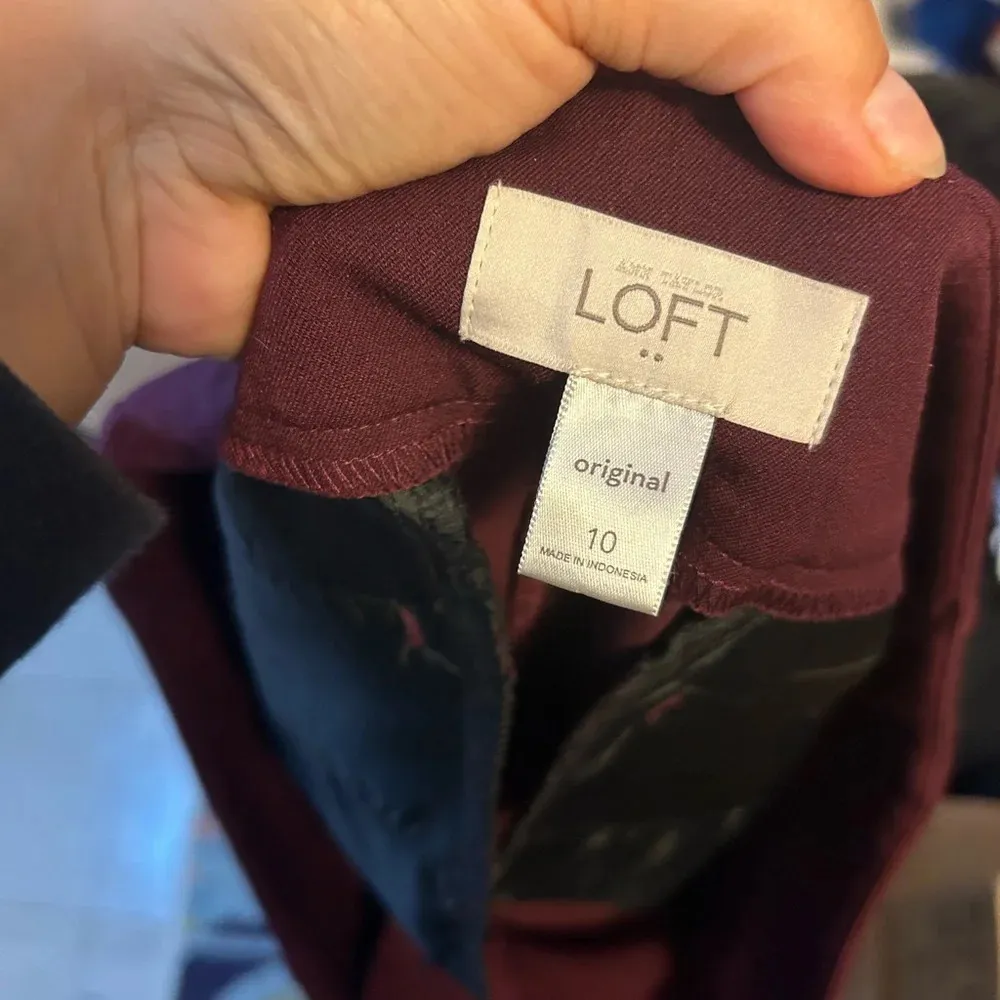 ANN TAYLOR
LOFT
original
10
MADE IN INDONESIA